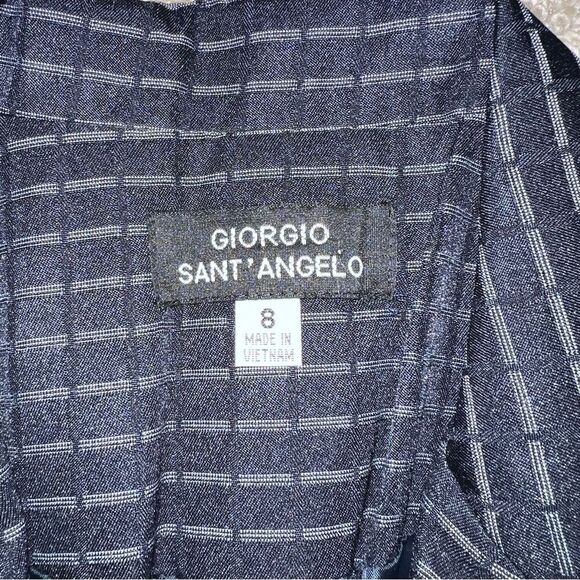 GIORGIO
SANT'ANGELO
8
MADE IN
VIETNAM